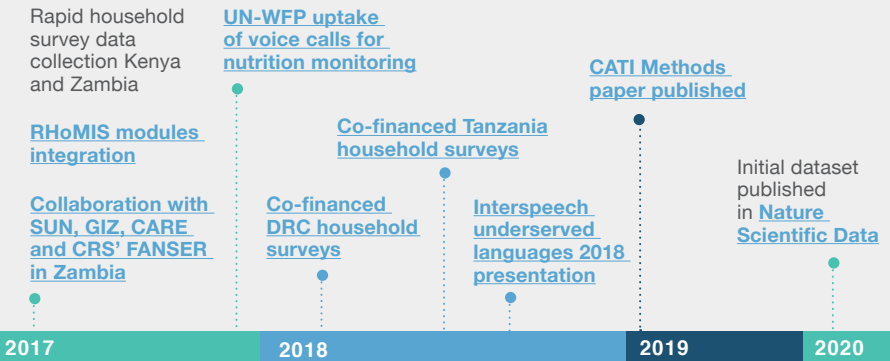 Rapid household
survey data
collection Kenya
and Zambia
RHoMIS modules
integration
Collaboration with
SUN, GIZ, CARE
and CRS’ FANSER
in Zambia
UN-WFP uptake
of voice calls for
nutrition monitoring
Co-financed
DRC household
surveys
Co-financed Tanzania
household surveys
Interspeech
underserved
languages 2018
presentation
CATI Methods
paper published
Initial dataset
published
in Nature
Scientific Data
2017
2018
2019
2020